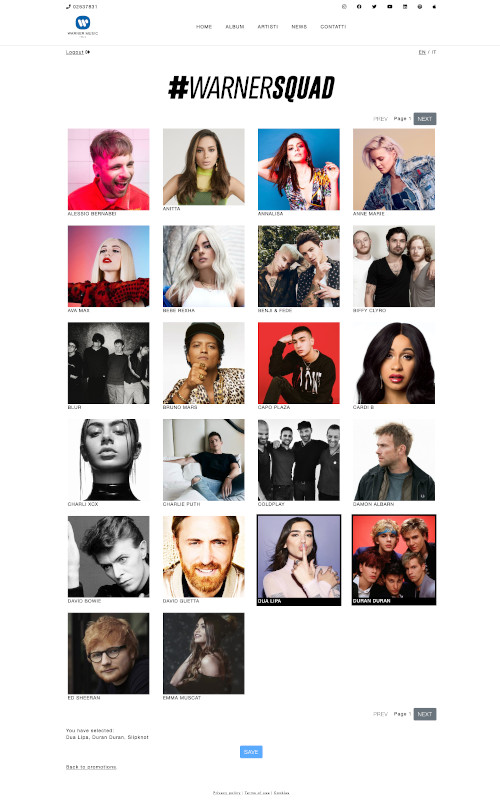 02637831
WARNER MUSIC
HOME ALBUM ARTISTI NEWS CONTATTI
Logout
EN / IT
#WARNERSQUAD
PREV Page 1 NEXT
ALESSIO BERNABEI ANITTA ANNALISA ANNE MARIE
AVA MAX BEBE REXHA BENJI & FEDE BIFFY CLYRO
BLUR BRUNO MARS CAPO PLAZA CARDI B
CHARLI XCX CHARLIE PUTH COLDPLAY DAMON ALBARN
DAVID BOWIE DAVID GUETTA DUA LIPA DURAN DURAN
ED SHEERAN EMMA MUSCAT
PREV Page 1 NEXT
You have selected:
Dua Lipa, Duran Duran, Slipknot
SAVE
Back to promotions
Privacy policy | Terms of use | Cookies